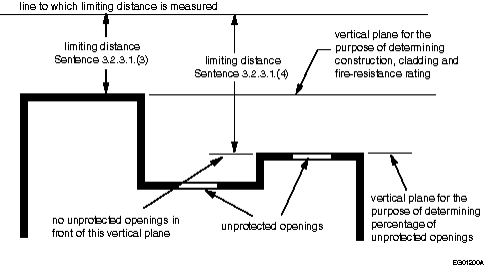 line to which limiting distance is measured
limiting distance
Sentence 3.2.3.1.(3)
limiting distance
Sentence 3.2.3.1.(4)
vertical plane for the
purpose of determining
construction, cladding and
fire-resistance rating
no unprotected openings in
front of this vertical plane
unprotected openings
vertical plane for the
purpose of determining
percentage of
unprotected openings
EG01200A